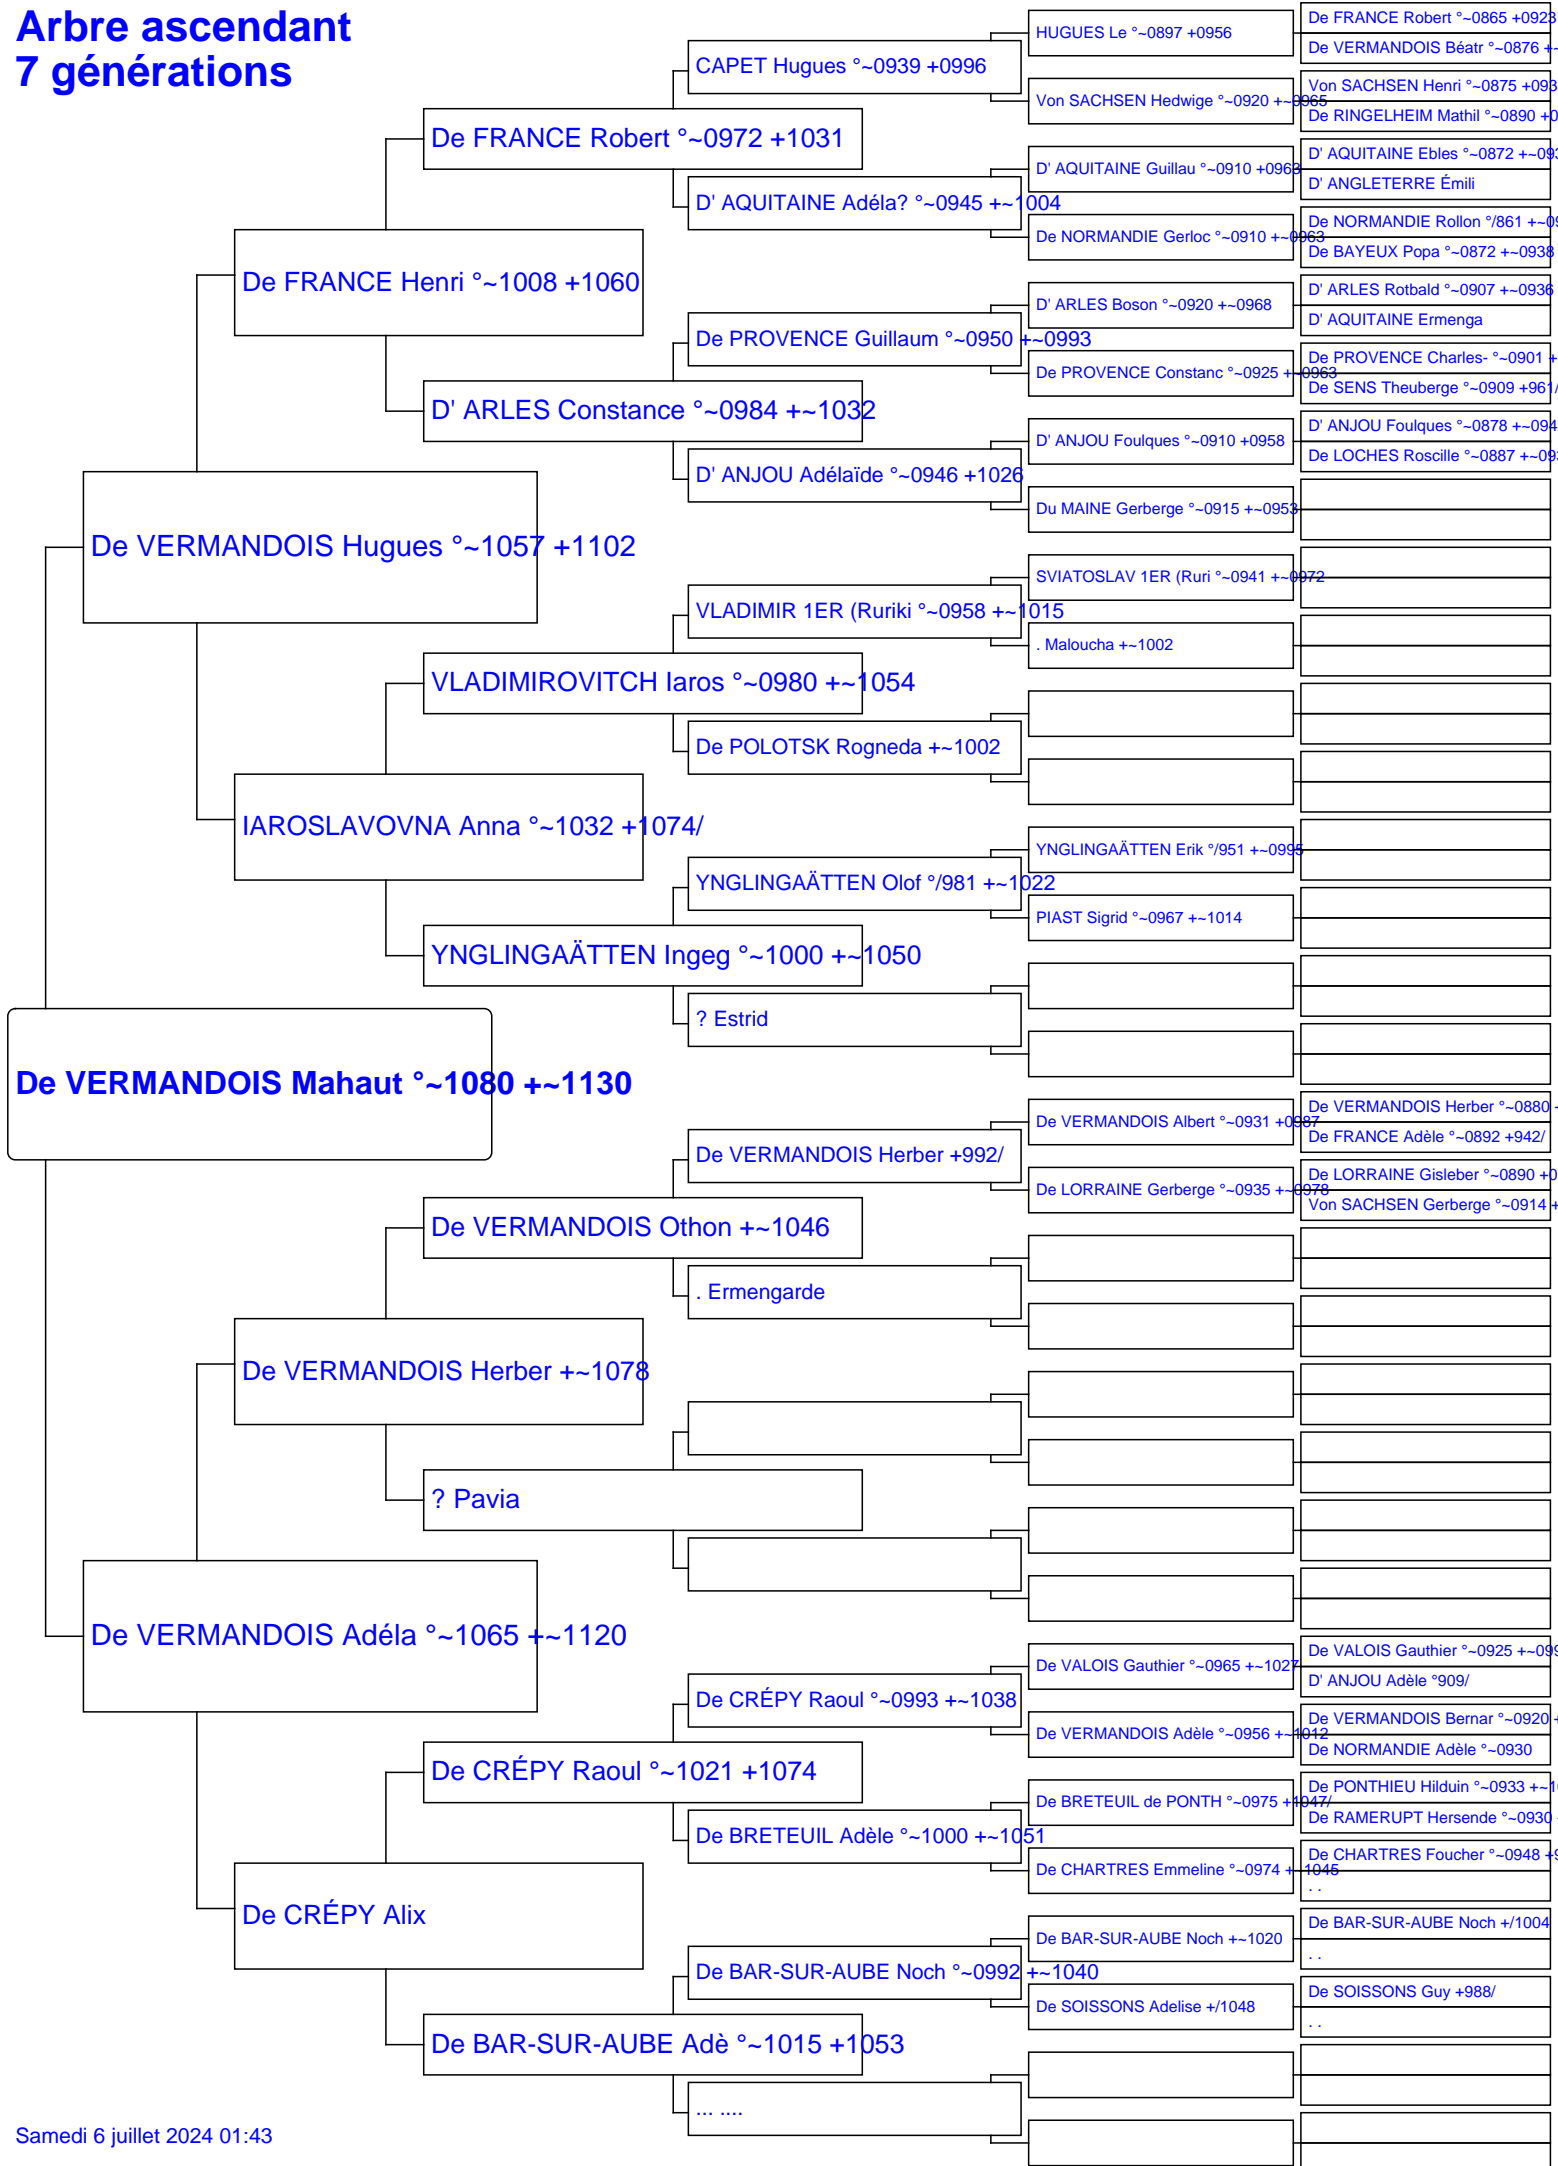 Arbre ascendant
7 générations
De VERMANDOIS Mahaut °~1080 +~1130
De VERMANDOIS Hugues °~1057 +1102
De VERMANDOIS Adéla °~1065 +~1120
De FRANCE Henri °~1008 +1060
IAROSLAVOVNA Anna °~1032 +1074/
De VERMANDOIS Herber +~1078
De CRÉPY Alix
De FRANCE Robert °~0972 +1031
D' ARLES Constance °~0984 +~1032
VLADIMIROVITCH Iaros °~0980 +~1054
YNGLINGAÄTTEN Ingeg °~1000 +~1050
De VERMANDOIS Othon +~1046
? Pavia
De CRÉPY Raoul °~1021 +1074
De BAR-SUR-AUBE Adè °~1015 +1053
CAPET Hugues °~0939 +0996
D' AQUITAINE Adéla? °~0945 +~1004
De PROVENCE Guillaum °~0950 +~0993
D' ANJOU Adélaïde °~0946 +1026
VLADIMIR 1ER (Ruriki °~0958 +~1015
De POLOTSK Rogneda +~1002
YNGLINGAÄTTEN Olof °/981 +~1022
? Estrid
De VERMANDOIS Herber +992/
. Ermengarde
De CRÉPY Raoul °~0993 +~1038
De BRETEUIL Adèle °~1000 +~1051
De BAR-SUR-AUBE Noch °~0992 +~1040
... ....
HUGUES Le °~0897 +0956
Von SACHSEN Hedwige °~0920 +~0965
D' AQUITAINE Guillau °~0910 +0963
De NORMANDIE Gerloc °~0910 +~0963
D' ARLES Boson °~0920 +~0968
De PROVENCE Constanc °~0925 +~0963
D' ANJOU Foulques °~0910 +0958
Du MAINE Gerberge °~0915 +~0953
SVIATOSLAV 1ER (Ruri °~0941 +~0972
. Maloucha +~1002
YNGLINGAÄTTEN Erik °/951 +~0995
PIAST Sigrid °~0967 +~1014
De VERMANDOIS Albert °~0931 +0987
De LORRAINE Gerberge °~0935 +~0978
De VALOIS Gauthier °~0965 +~1027
De VERMANDOIS Adèle °~0956 +~1012
De BRETEUIL de PONTH °~0975 +1047/
De CHARTRES Emmeline °~0974 +~1045
De BAR-SUR-AUBE Noch +~1020
De SOISSONS Adelise +/1048
De FRANCE Robert °~0865 +0923
De VERMANDOIS Béatr °~0876 +~
Von SACHSEN Henri °~0875 +093
De RINGELHEIM Mathil °~0890 +0
D' AQUITAINE Ebles °~0872 +~093
D' ANGLETERRE Émili
De NORMANDIE Rollon °/861 +~09
De BAYEUX Popa °~0872 +~0938
D' ARLES Rotbald °~0907 +~0936
D' AQUITAINE Ermenga
De PROVENCE Charles- °~0901 +
De SENS Theuberge °~0909 +961/
D' ANJOU Foulques °~0878 +~094
De LOCHES Roscille °~0887 +~093
De VERMANDOIS Herber °~0880 +
De FRANCE Adèle °~0892 +942/
De LORRAINE Gisleber °~0890 +0
Von SACHSEN Gerberge °~0914 +
De VALOIS Gauthier °~0925 +~099
D' ANJOU Adèle °909/
De VERMANDOIS Bernar °~0920 +
De NORMANDIE Adèle °~0930
De PONTHIEU Hilduin °~0933 +~10
De RAMERUPT Hersende °~0930
De CHARTRES Foucher °~0948 +9
. .
De BAR-SUR-AUBE Noch +/1004
. .
De SOISSONS Guy +988/
. .
Samedi 6 juillet 2024 01:43